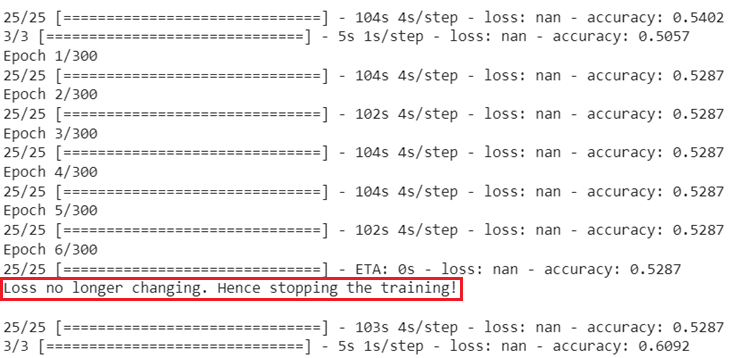 25/25 [==============================] - 104s 4s/step - loss: nan - accuracy: 0.5402
3/3 [==============================] - 5s 1s/step - loss: nan - accuracy: 0.5057
Epoch 1/300
25/25 [==============================] - 104s 4s/step - loss: nan - accuracy: 0.5287
Epoch 2/300
25/25 [==============================] - 102s 4s/step - loss: nan - accuracy: 0.5287
Epoch 3/300
25/25 [==============================] - 104s 4s/step - loss: nan - accuracy: 0.5287
Epoch 4/300
25/25 [==============================] - 104s 4s/step - loss: nan - accuracy: 0.5287
Epoch 5/300
25/25 [==============================] - 102s 4s/step - loss: nan - accuracy: 0.5287
Epoch 6/300
25/25 [==============================] - ETA: 0s - loss: nan - accuracy: 0.5287
Loss no longer changing. Hence stopping the training!
25/25 [==============================] - 103s 4s/step - loss: nan - accuracy: 0.5287
3/3 [==============================] - 5s 1s/step - loss: nan - accuracy: 0.6092